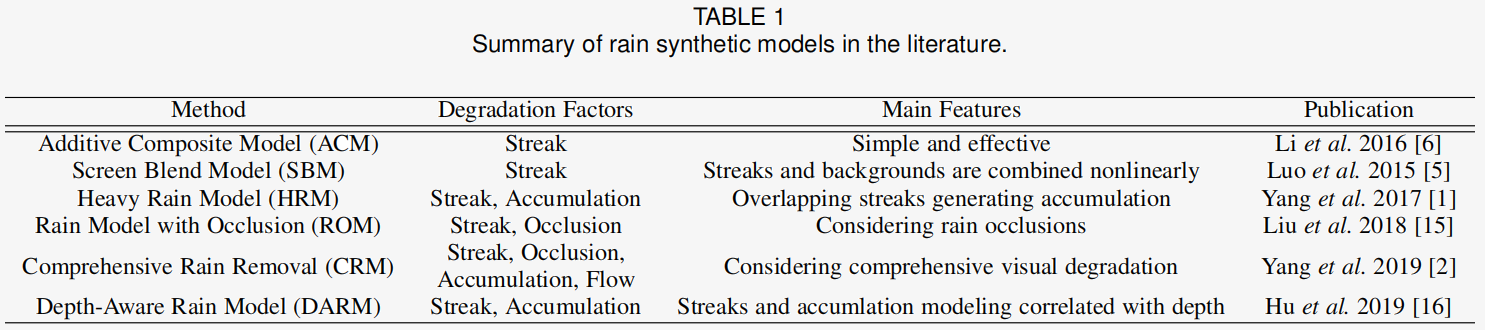 TABLE 1
Summary of rain synthetic models in the literature.
Method Degradation Factors Main Features Publication
Additive Composite Model (ACM) Streak Simple and effective Li et al. 2016 [6]
Screen Blend Model (SBM) Streak Streaks and backgrounds are combined nonlinearly Luo et al. 2015 [5]
Heavy Rain Model (HRM) Streak, Accumulation Overlapping streaks generating accumulation Yang et al. 2017 [1]
Rain Model with Occlusion (ROM) Streak, Occlusion Considering rain occlusions Liu et al. 2018 [15]
Comprehensive Rain Removal (CRM) Streak, Occlusion, Accumulation, Flow Considering comprehensive visual degradation Yang et al. 2019 [2]
Depth-Aware Rain Model (DARM) Streak, Accumulation Streaks and accumlation modeling correlated with depth Hu et al. 2019 [16]